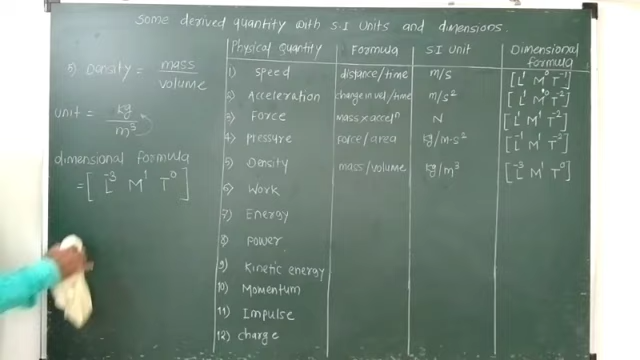 Some derived quantity with S.I Units and dimensions.
5) Density = mass / volume
unit = kg / m³
dimensional formula
= [ L⁻³ M¹ T⁰ ]
Physical Quantity Formula S.I Unit Dimensional formula
1) Speed distance/time m/s [L¹ M⁰ T⁻¹]
2) Acceleration change in vel/time m/s² [L¹ M⁰ T⁻²]
3) Force mass x accelⁿ N [L¹ M¹ T⁻²]
4) Pressure force/area kg/m·s² [L⁻¹ M¹ T⁻²]
5) Density mass/volume kg/m³ [L⁻³ M¹ T⁰]
6) Work
7) Energy
8) Power
9) Kinetic energy
10) Momentum
11) Impulse
12) charge